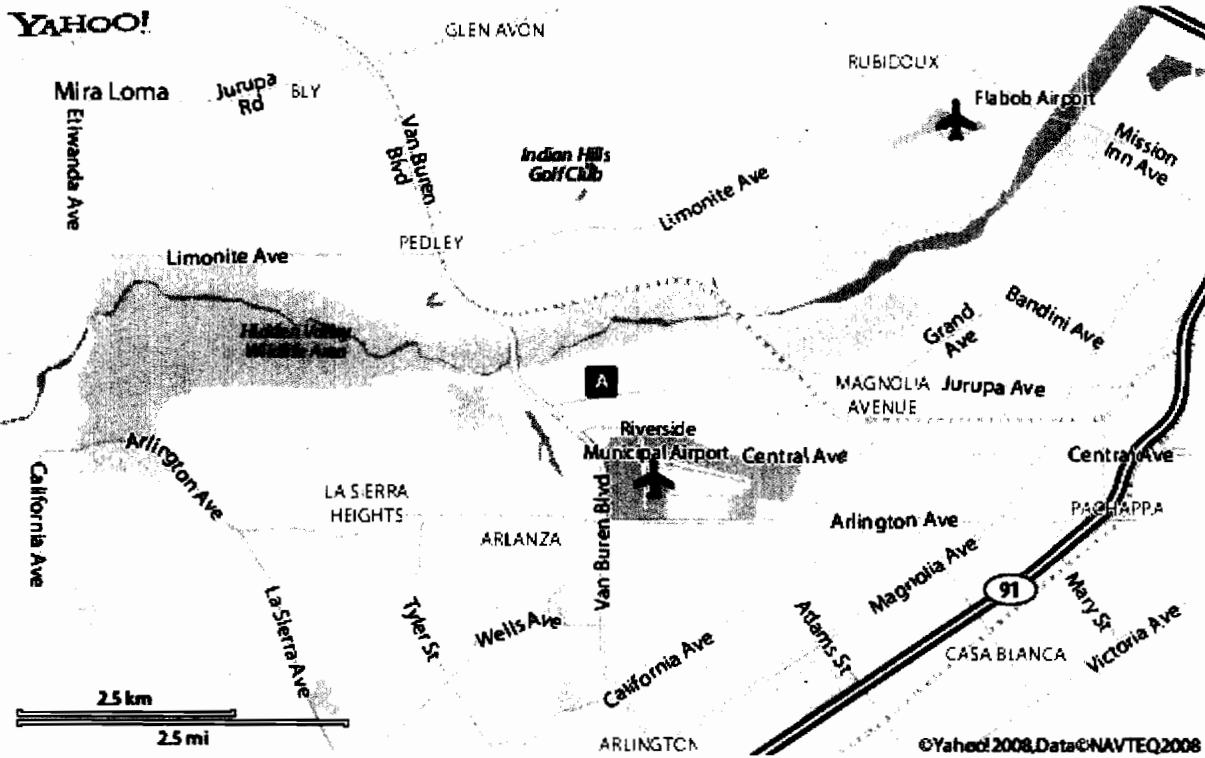 YAHOO!
GLEN AVON
RUBIDOUX
Mira Loma
Jurupa
Rd
BLY
Flabob Airport
Etiwanda Ave
Van Buren
Blvd
Indian Hills
Golf Club
Mission
Inn Ave
Limonite Ave
PEDLEY
Limonite Ave
Hidden Valley
Wildlife Area
Grand
Ave
Bandini Ave
A
MAGNOLIA
AVENUE
Jurupa Ave
Riverside
Municipal Airport
Central Ave
Central Ave
Arlington Ave
California Ave
LA SIERRA
HEIGHTS
Van Buren Blvd
Arlington Ave
PACHAPPA
ARLANZA
Magnolia Ave
91
La Sierra Ave
Tyler St
Wells Ave
Adams St
Mary St
Victoria Ave
California Ave
CASA BLANCA
2.5 km
2.5 mi
ARLINGTON
©Yahoo! 2008, Data ©NAVTEQ 2008